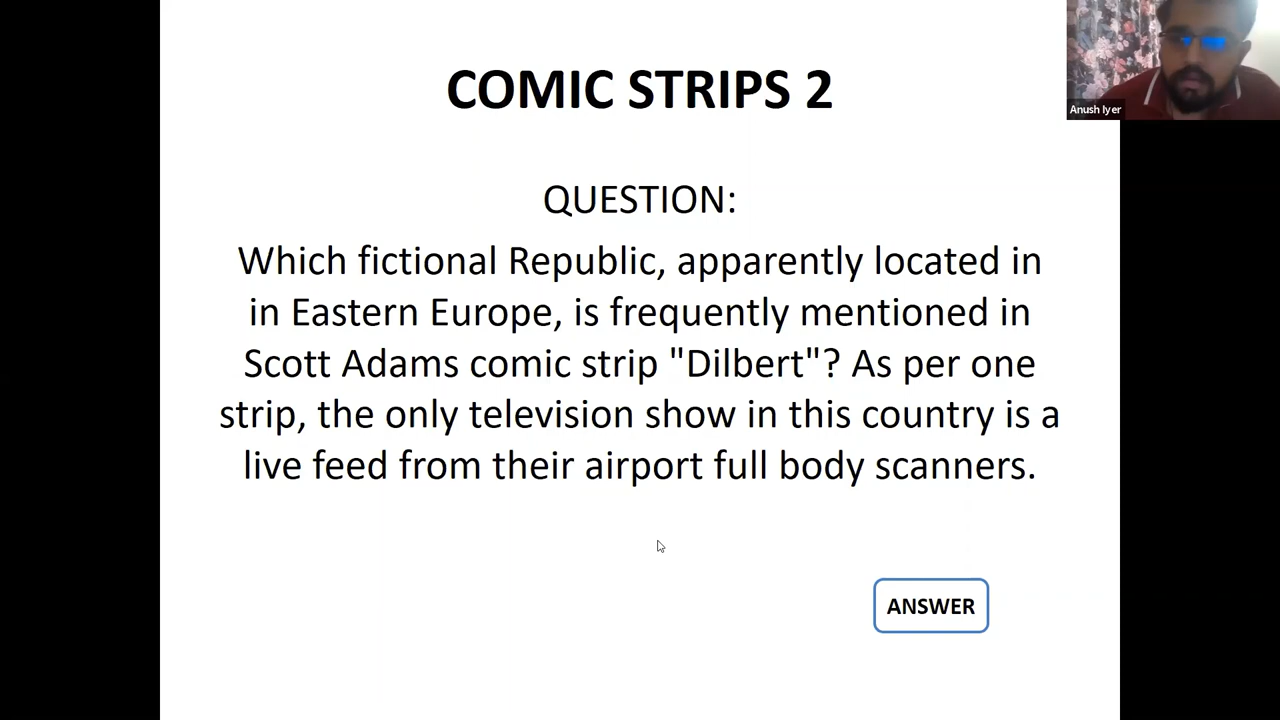 COMIC STRIPS 2
Anush Iyer
QUESTION:
Which fictional Republic, apparently located in
in Eastern Europe, is frequently mentioned in
Scott Adams comic strip "Dilbert"? As per one
strip, the only television show in this country is a
live feed from their airport full body scanners.
ANSWER